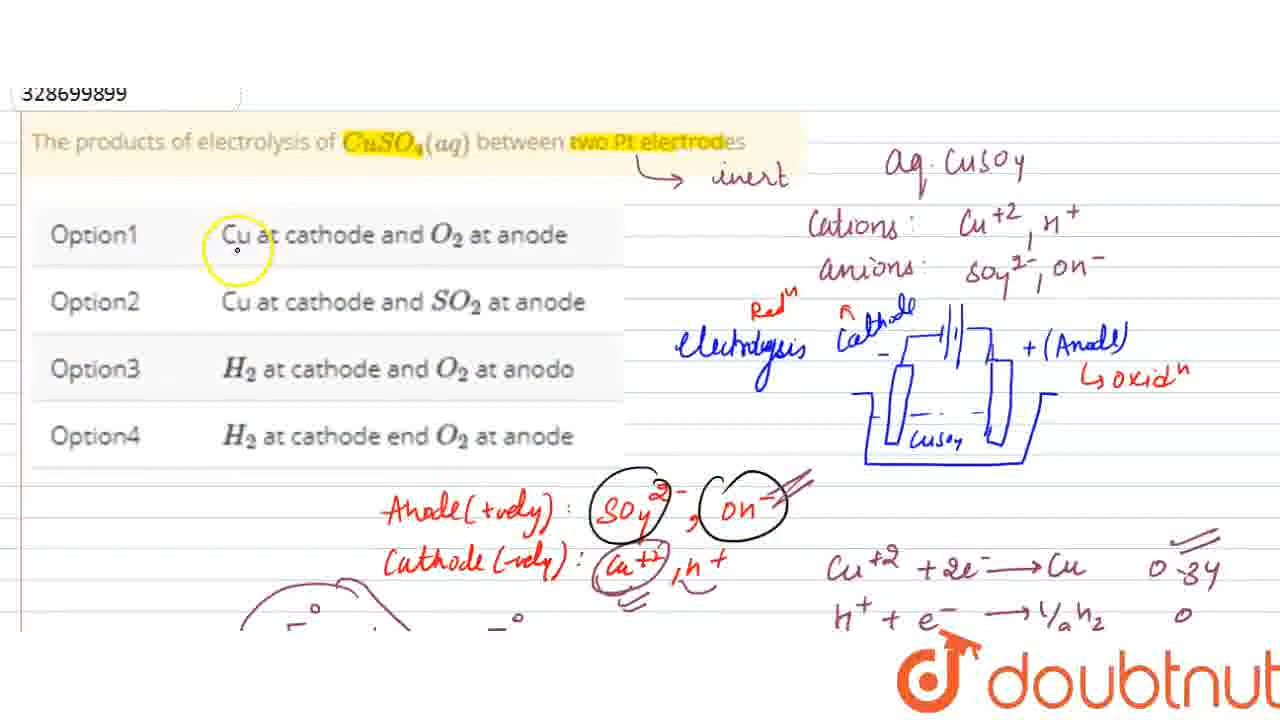 328699899
The products of electrolysis of CuSO₄(aq) between two Pt electrodes
inert
aq. CuSO4
Option1 Cu at cathode and O₂ at anode
Option2 Cu at cathode and SO₂ at anode
Option3 H₂ at cathode and O₂ at anodo
Option4 H₂ at cathode end O₂ at anode
Cations: Cu⁺², H⁺
anions: SO4²⁻, OH⁻
Redⁿ
Electrolysis
Cathode
−
+ (Anode)
oxidⁿ
CuSO4
Anode (+vely): SO4²⁻, OH⁻
Cathode (-vely): Cu⁺², H⁺
Cu⁺² + 2e⁻ → Cu 0.34
H⁺ + e⁻ → 1/2 H₂ 0
doubtnut